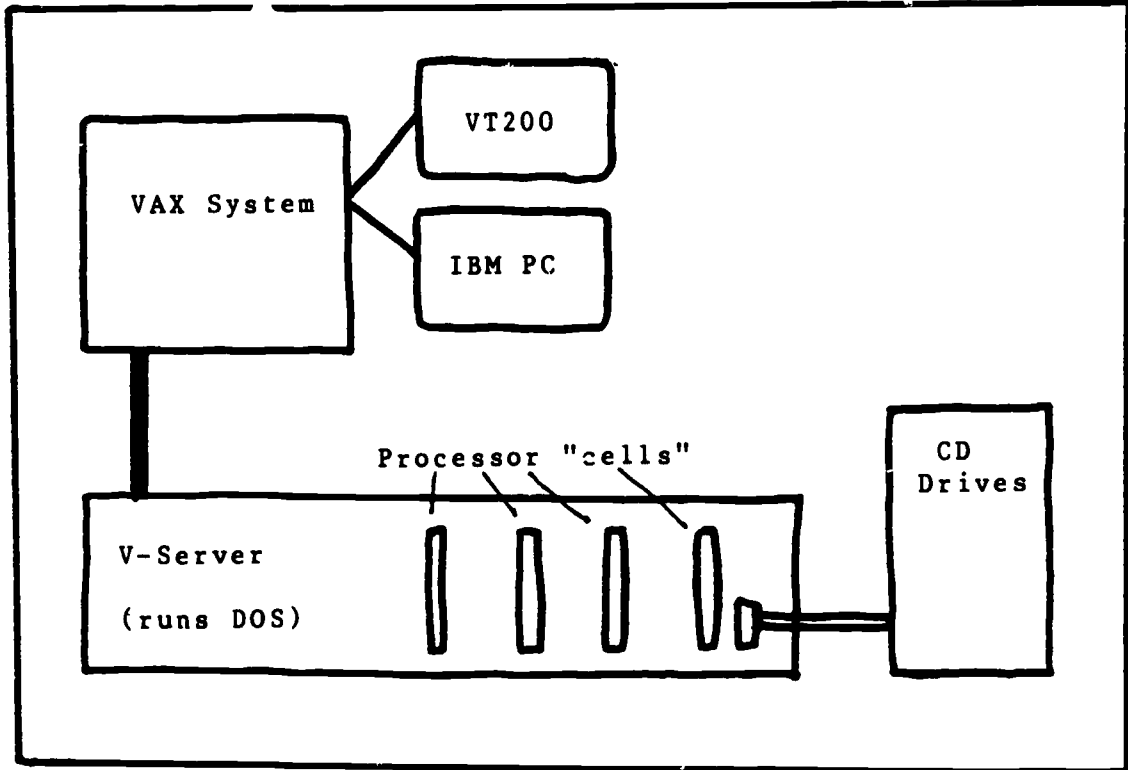 VT200
VAX System
IBM PC
Processor "cells"
CD
Drives
V-Server
(runs DOS)